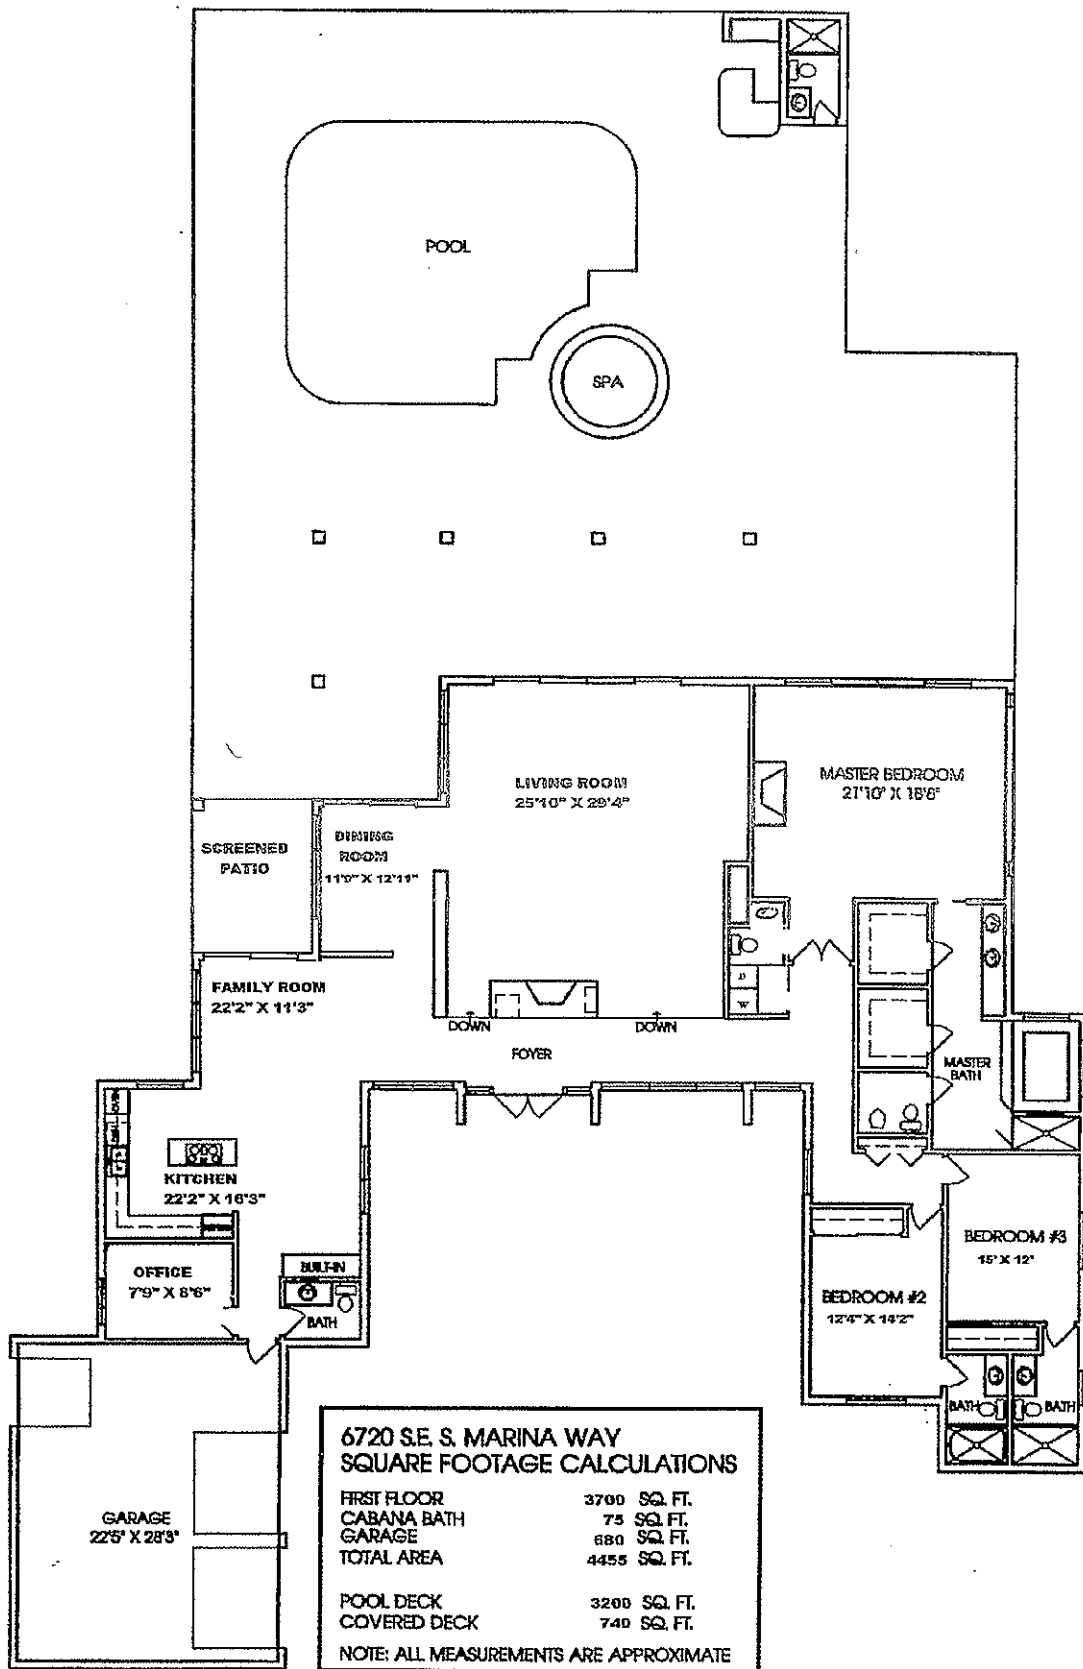 POOL
SPA
LIVING ROOM
25'10" X 29'4"
MASTER BEDROOM
21'10" X 18'8"
SCREENED
PATIO
DINING
ROOM
11'9" X 12'11"
FAMILY ROOM
22'2" X 11'3"
D
W
DOWN
DOWN
FOYER
MASTER
BATH
OVEN
KITCHEN
22'2" X 16'3"
OFFICE
7'9" X 8'6"
BUILT-IN
BATH
BEDROOM #3
15' X 12'
BEDROOM #2
12'4" X 14'2"
BATH
BATH
GARAGE
22'5" X 28'3"
6720 S.E. S. MARINA WAY
SQUARE FOOTAGE CALCULATIONS
FIRST FLOOR 3700 SQ. FT.
CABANA BATH 75 SQ. FT.
GARAGE 680 SQ. FT.
TOTAL AREA 4455 SQ. FT.
POOL DECK 3200 SQ. FT.
COVERED DECK 740 SQ. FT.
NOTE: ALL MEASUREMENTS ARE APPROXIMATE